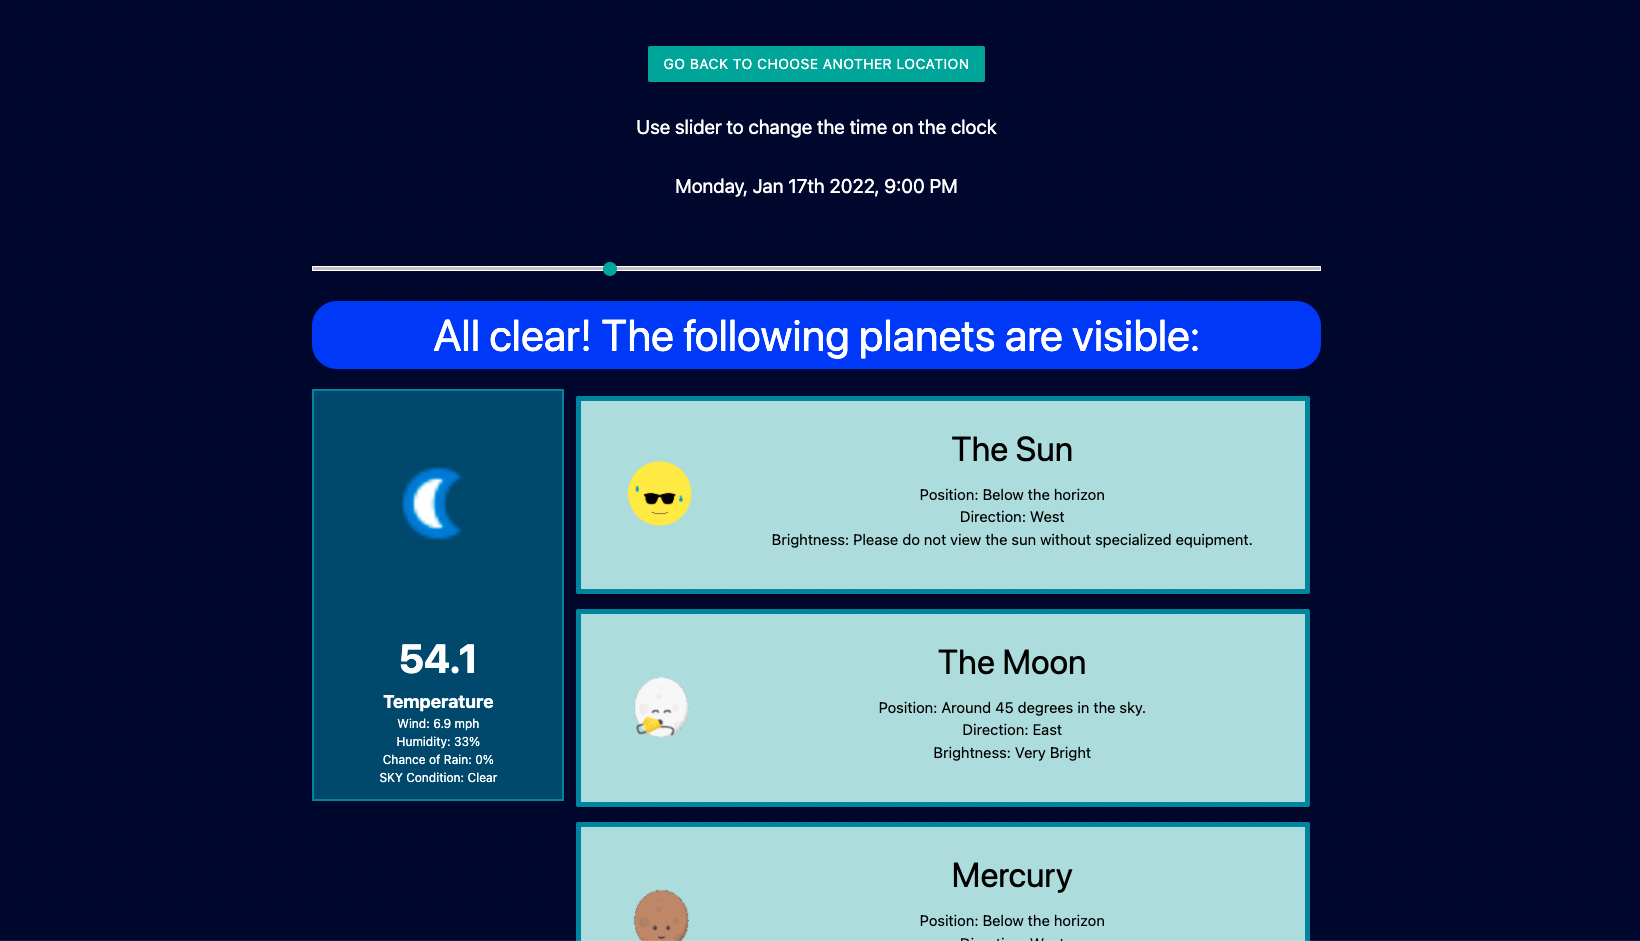 GO BACK TO CHOOSE ANOTHER LOCATION
Use slider to change the time on the clock
Monday, Jan 17th 2022, 9:00 PM
All clear! The following planets are visible:
54.1
Temperature
Wind: 6.9 mph
Humidity: 33%
Chance of Rain: 0%
SKY Condition: Clear
The Sun
Position: Below the horizon
Direction: West
Brightness: Please do not view the sun without specialized equipment.
The Moon
Position: Around 45 degrees in the sky.
Direction: East
Brightness: Very Bright
Mercury
Position: Below the horizon